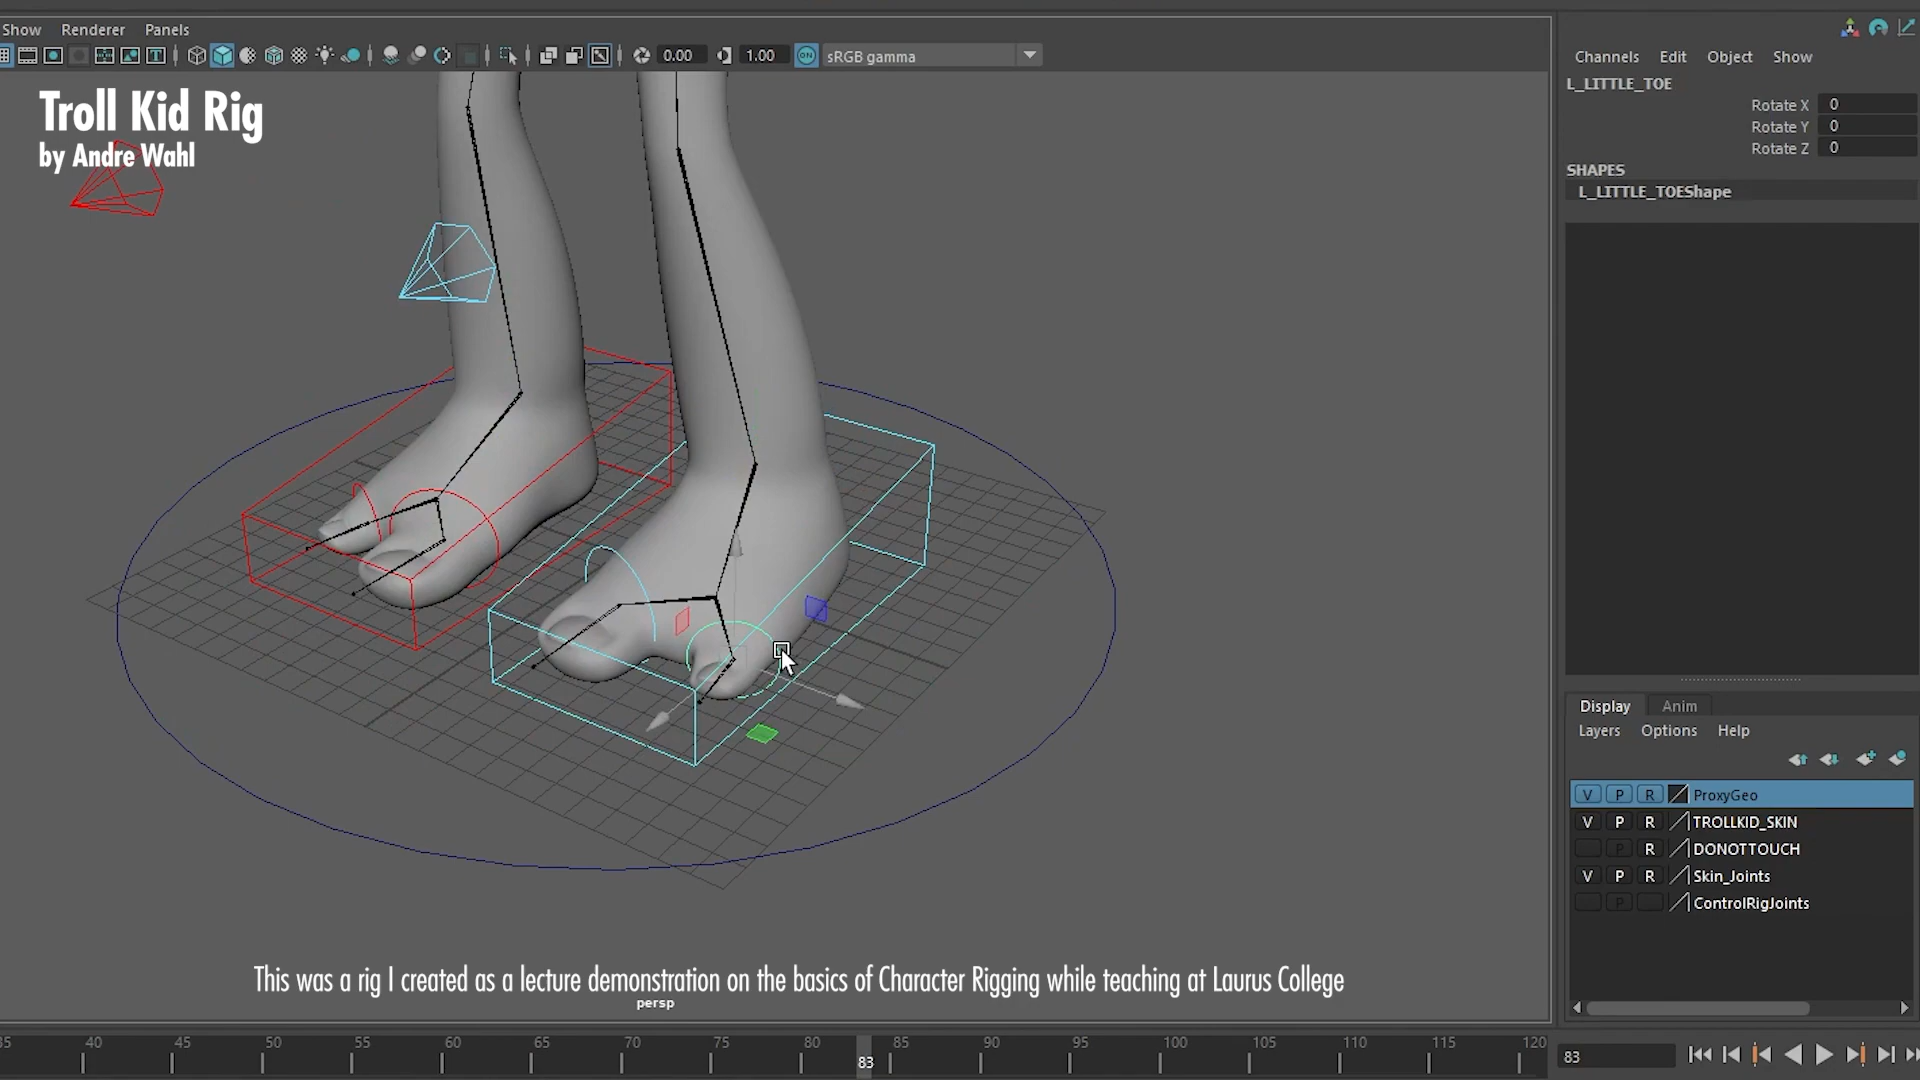 Show Renderer Panels
0.00 1.00 ON sRGB gamma
Troll Kid Rig
by Andre Wahl
This was a rig I created as a lecture demonstration on the basics of Character Rigging while teaching at Laurus College
persp
Channels Edit Object Show
L_LITTLE_TOE
Rotate X 0
Rotate Y 0
Rotate Z 0
SHAPES
L_LITTLE_TOEShape
Display Anim
Layers Options Help
V P R ProxyGeo
V P R TROLLKID_SKIN
P R DONOTTOUCH
V P R Skin_Joints
P ControlRigJoints
35 40 45 50 55 60 65 70 75 80 83 85 90 95 100 105 110 115 120
83